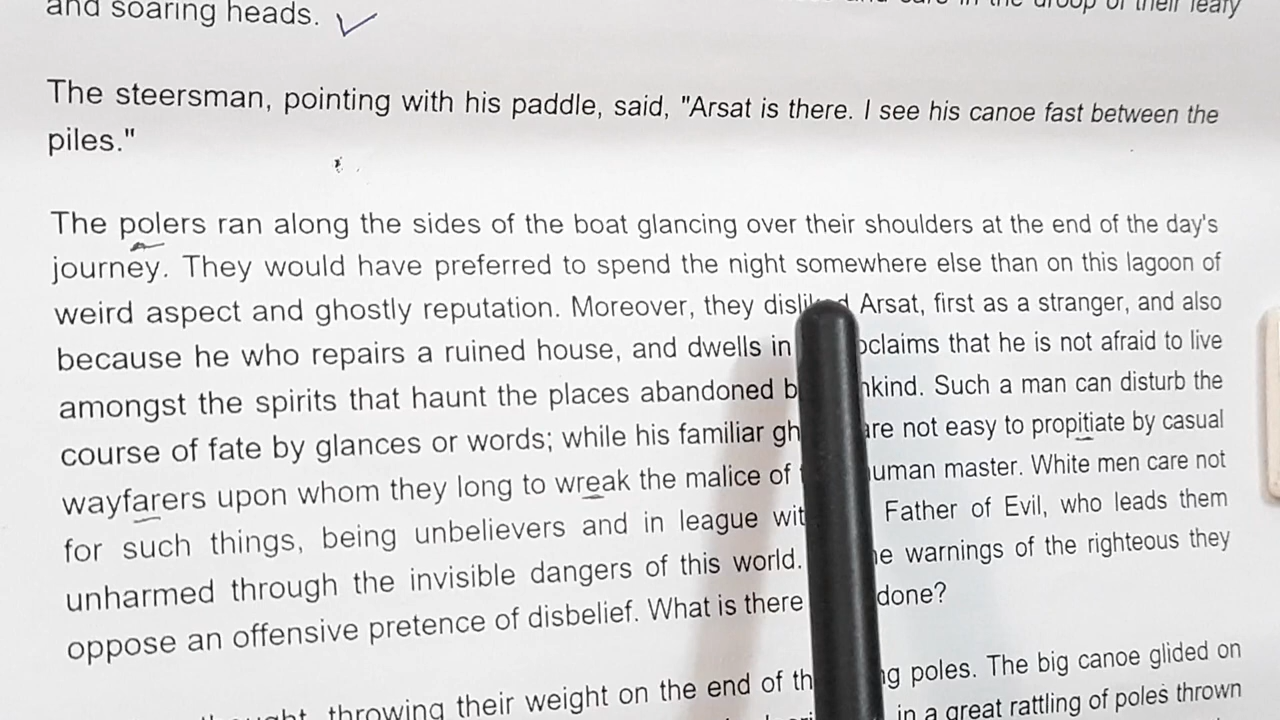 and soaring heads.
The steersman, pointing with his paddle, said, "Arsat is there. I see his canoe fast between the
piles."
The polers ran along the sides of the boat glancing over their shoulders at the end of the day's
journey. They would have preferred to spend the night somewhere else than on this lagoon of
weird aspect and ghostly reputation. Moreover, they disliked Arsat, first as a stranger, and also
because he who repairs a ruined house, and dwells in that he is not afraid to live
amongst the spirits that haunt the places abandoned Such a man can disturb the
course of fate by glances or words; while his familiar are not easy to propitiate by casual
wayfarers upon whom they long to wreak the malice of master. White men care not
for such things, being unbelievers and in league Father of Evil, who leads them
unharmed through the invisible dangers of this world. warnings of the righteous they
oppose an offensive pretence of disbelief. What is there done?
throwing their weight on the end of poles. The big canoe glided on
in a great rattling of poles thrown